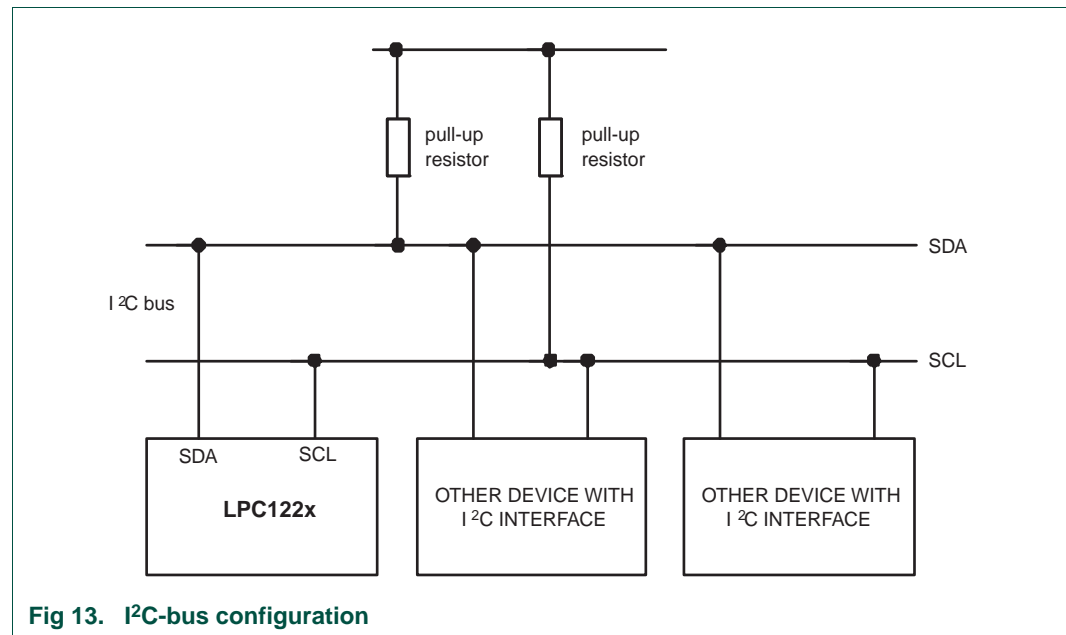 pull-up
resistor
pull-up
resistor
SDA
I ²C bus
SCL
SDA
SCL
LPC122x
OTHER DEVICE WITH
I ²C INTERFACE
OTHER DEVICE WITH
I ²C INTERFACE
Fig 13. I²C-bus configuration